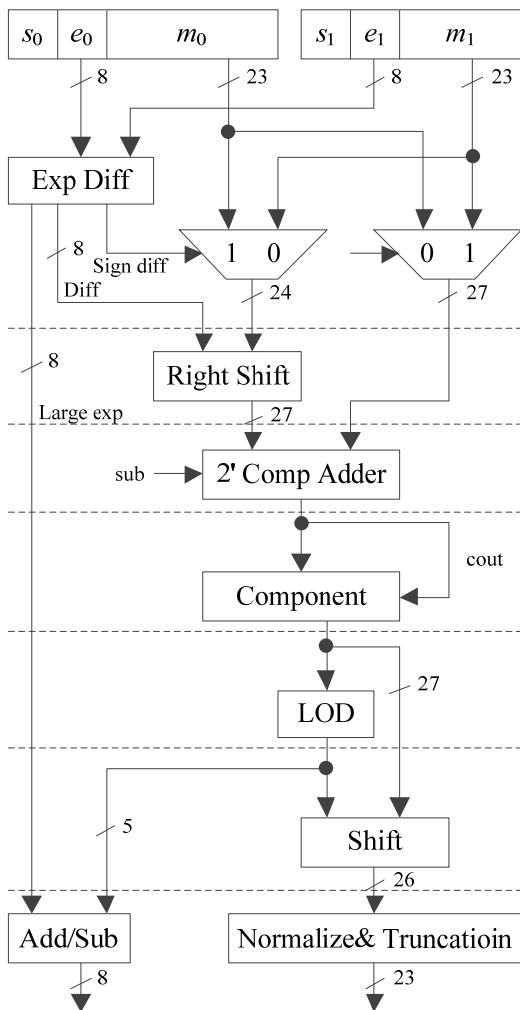 s0 e0 m0 s1 e1 m1
8 23 8 23
Exp Diff
1 0 0 1
8
Sign diff
Diff
24 27
8
Right Shift
Large exp
27
sub
2' Comp Adder
cout
Component
27
LOD
5
Shift
26
Add/Sub
Normalize& Truncatioin
8 23